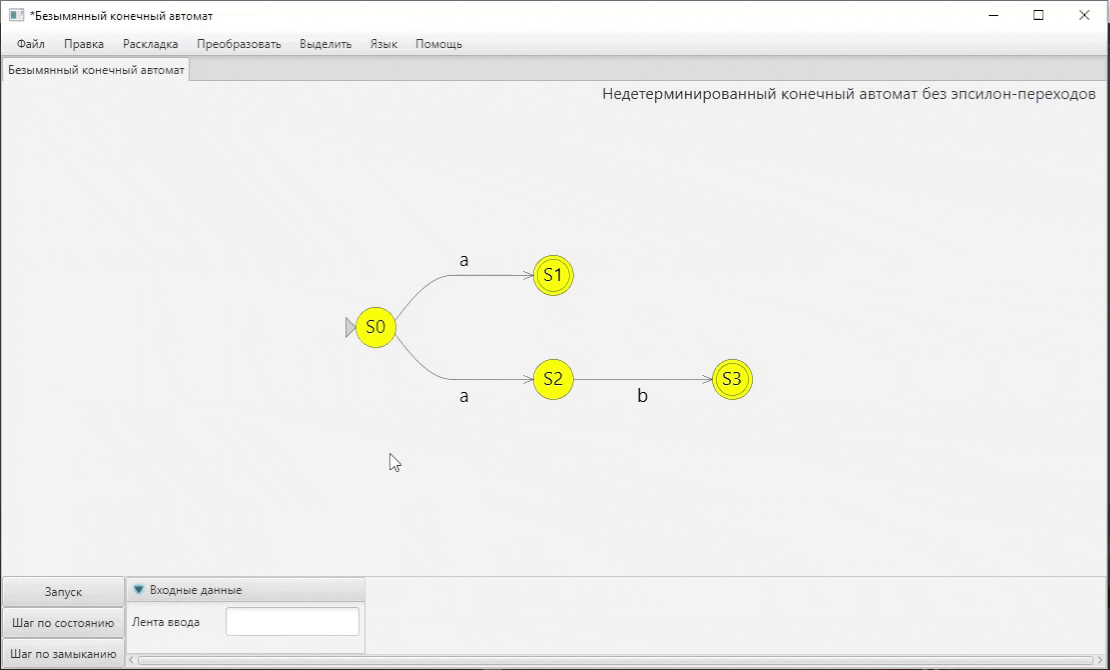 *Безымянный конечный автомат
Файл Правка Раскладка Преобразовать Выделить Язык Помощь
Безымянный конечный автомат
Недетерминированный конечный автомат без эпсилон-переходов
a
S1
S0
S2
S3
a
b
Запуск
Входные данные
Шаг по состоянию
Лента ввода
Шаг по замыканию